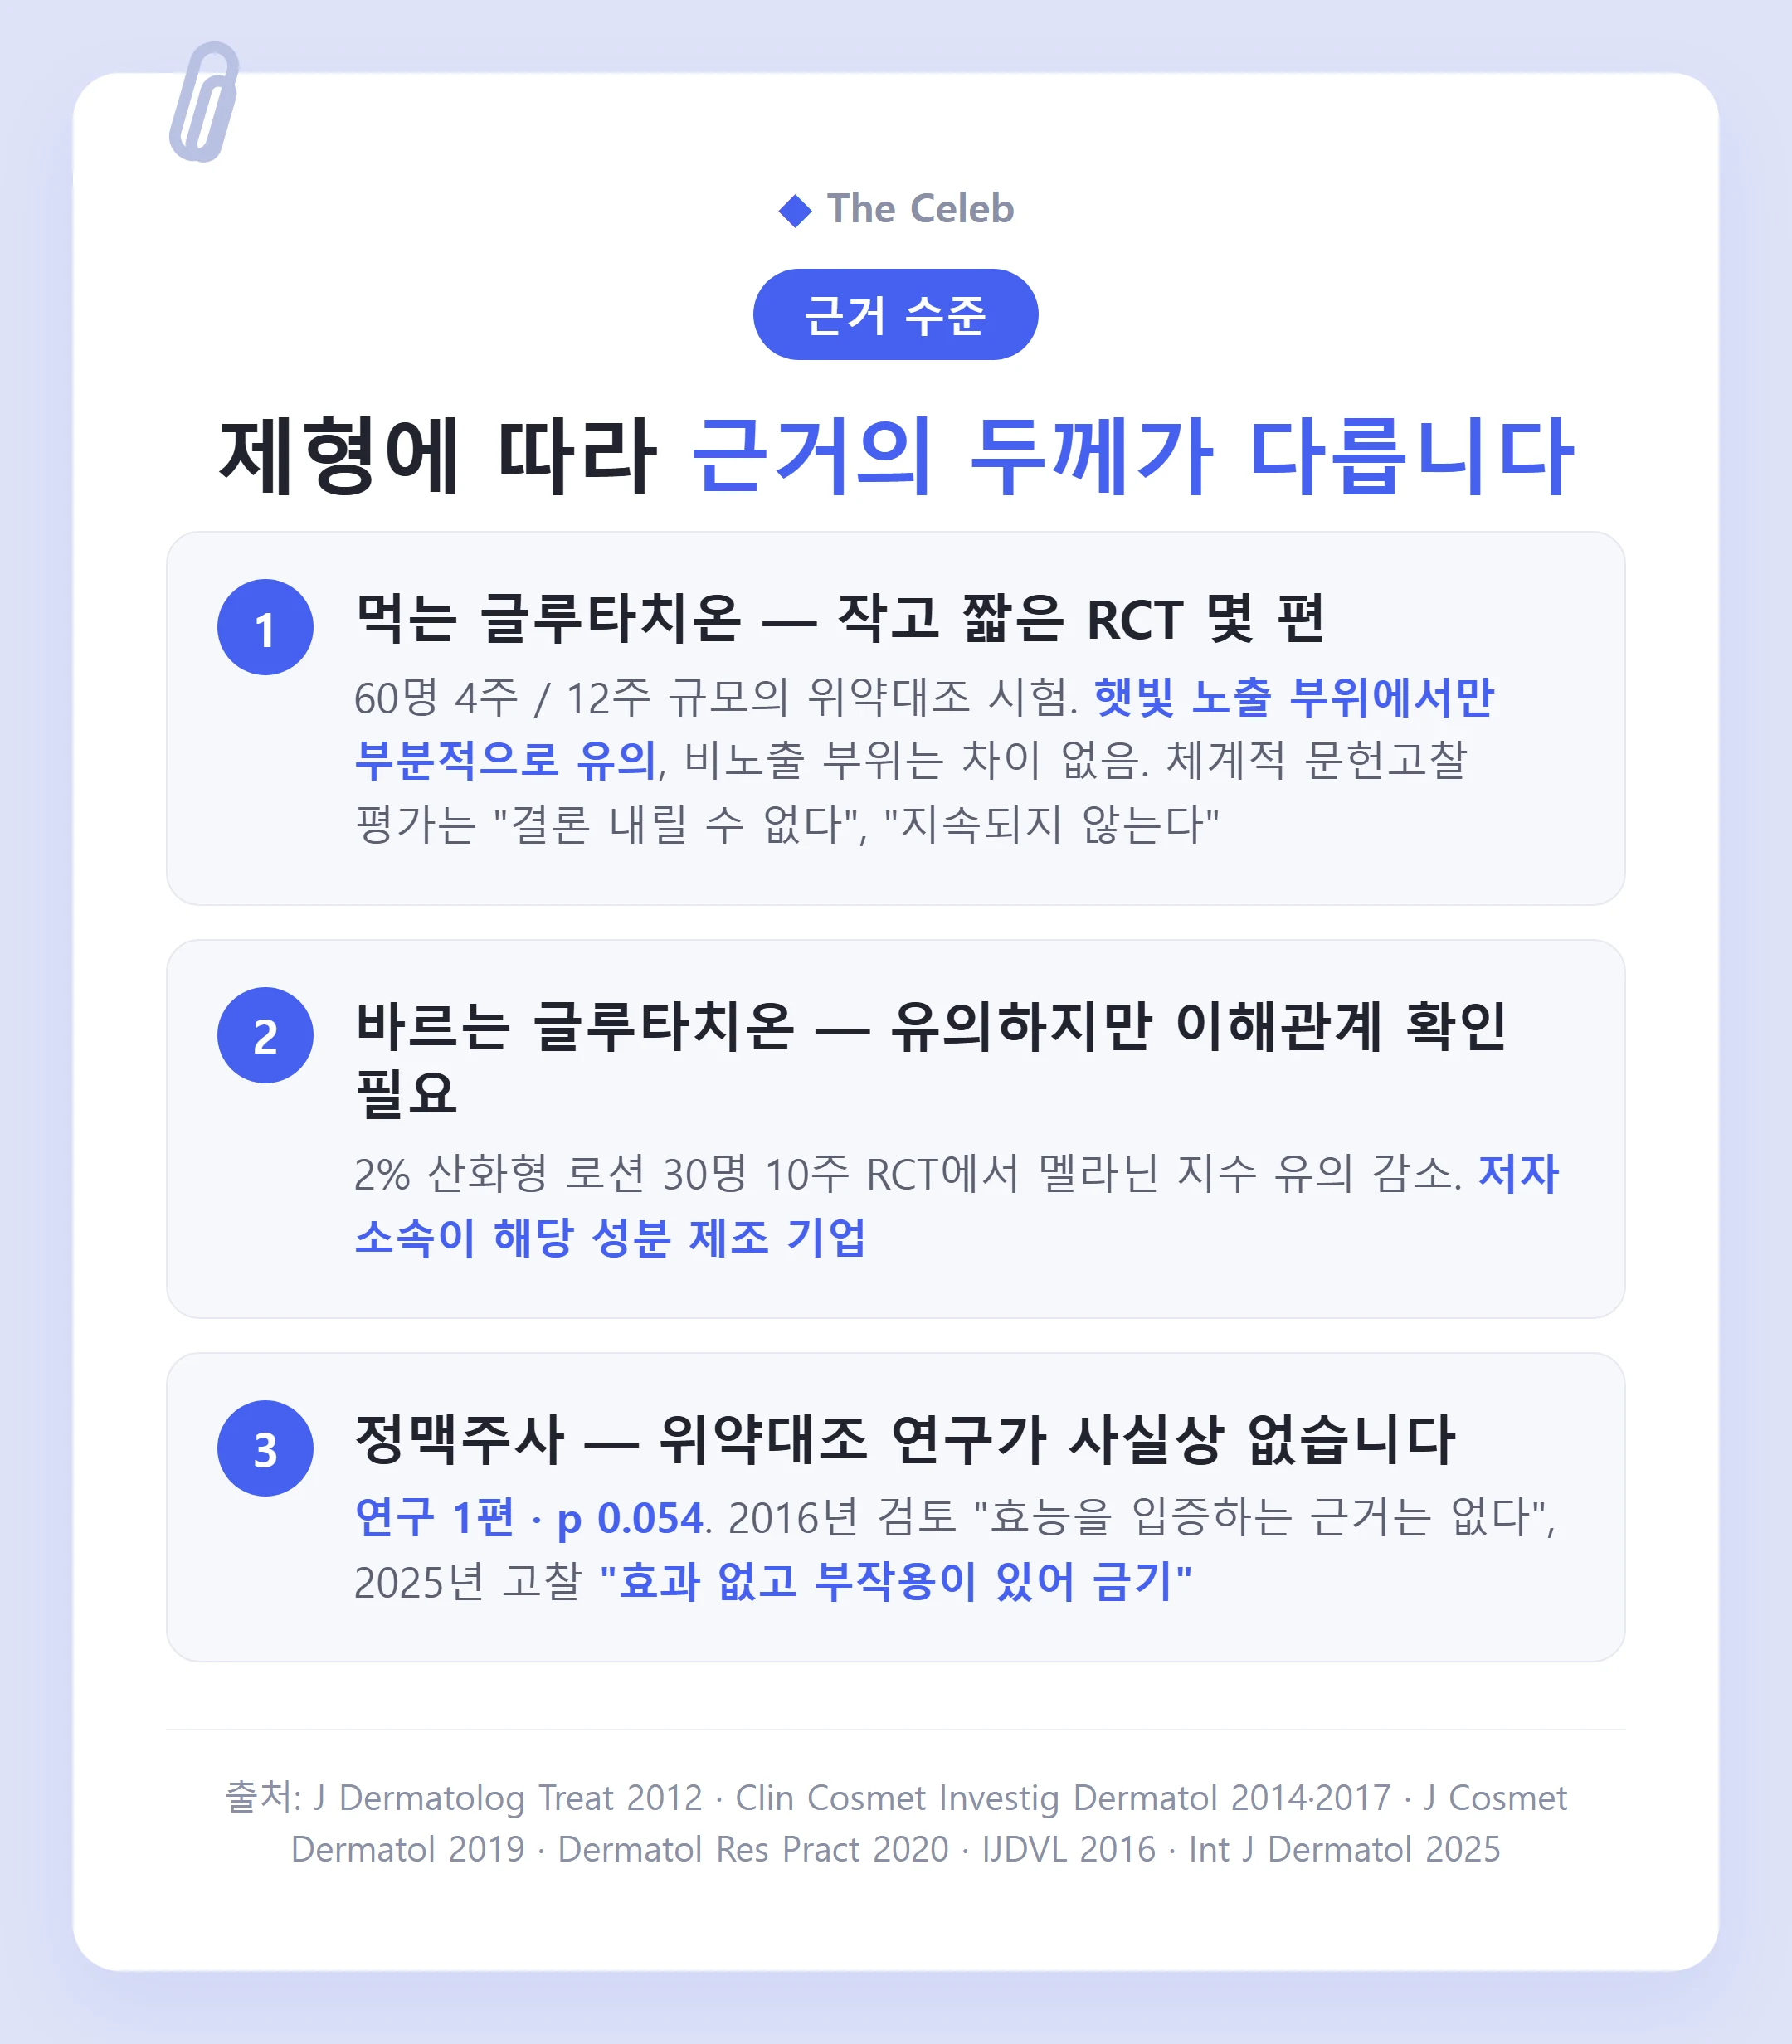 ◆ The Celeb
근거 수준
제형에 따라 근거의 두께가 다릅니다
1
먹는 글루타치온 — 작고 짧은 RCT 몇 편
60명 4주 / 12주 규모의 위약대조 시험. 햇빛 노출 부위에서만
부분적으로 유의, 비노출 부위는 차이 없음. 체계적 문헌고찰
평가는 "결론 내릴 수 없다", "지속되지 않는다"
2
바르는 글루타치온 — 유의하지만 이해관계 확인
필요
2% 산화형 로션 30명 10주 RCT에서 멜라닌 지수 유의 감소. 저자
소속이 해당 성분 제조 기업
3
정맥주사 — 위약대조 연구가 사실상 없습니다
연구 1편 · p 0.054. 2016년 검토 "효능을 입증하는 근거는 없다",
2025년 고찰 "효과 없고 부작용이 있어 금기"
출처: J Dermatolog Treat 2012 · Clin Cosmet Investig Dermatol 2014·2017 · J Cosmet
Dermatol 2019 · Dermatol Res Pract 2020 · IJDVL 2016 · Int J Dermatol 2025